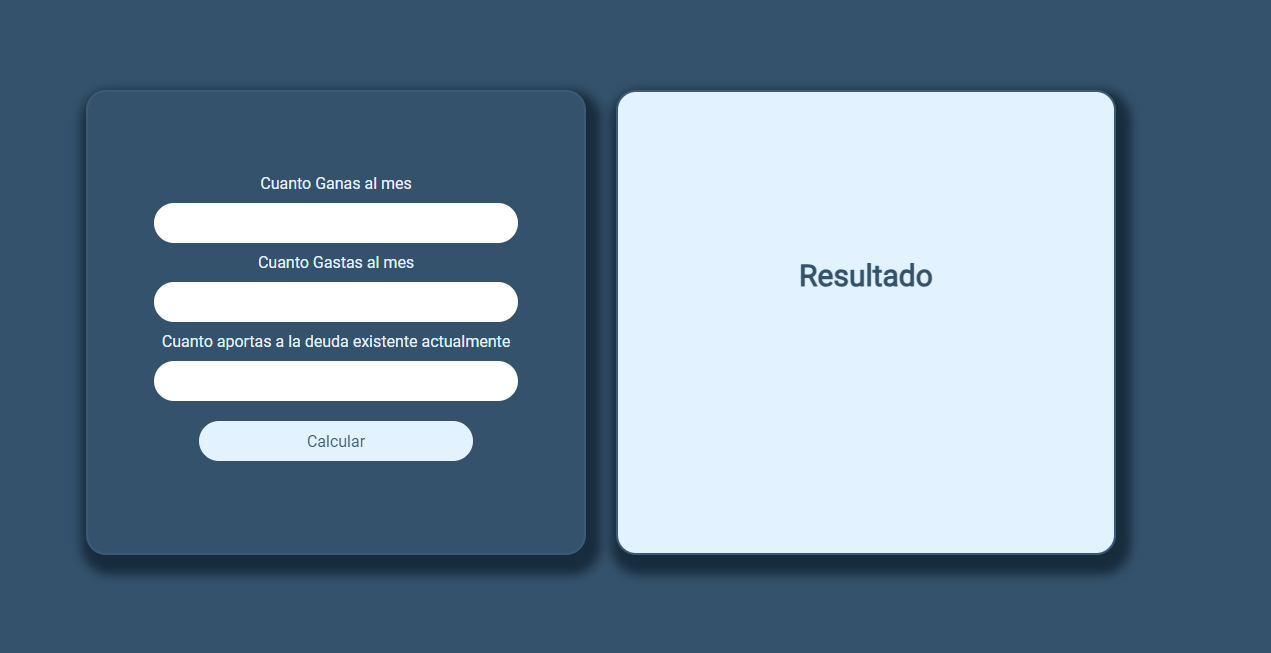 Cuanto Ganas al mes
Cuanto Gastas al mes
Cuanto aportas a la deuda existente actualmente
Calcular
Resultado